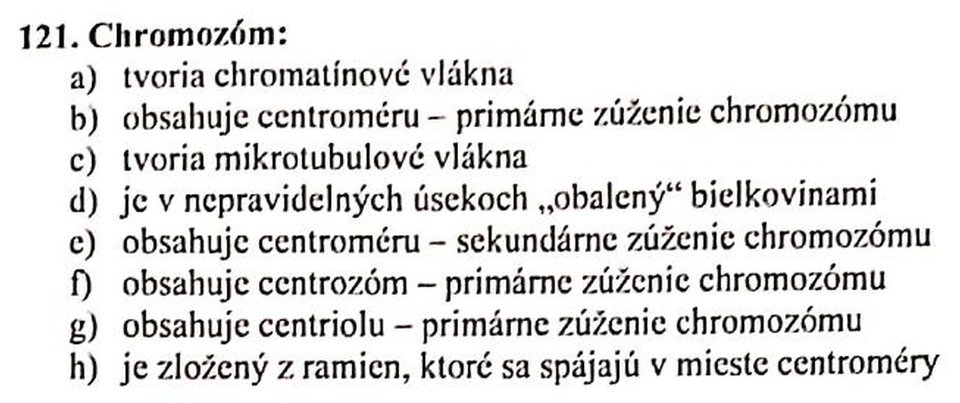 121. Chromozóm:
a) tvoria chromatínové vlákna
b) obsahuje centroméru – primárne zúženie chromozómu
c) tvoria mikrotubulové vlákna
d) je v nepravidelných úsekoch „obalený“ bielkovinami
e) obsahuje centroméru – sekundárne zúženie chromozómu
f) obsahuje centrozóm – primárne zúženie chromozómu
g) obsahuje centriolu – primárne zúženie chromozómu
h) je zložený z ramien, ktoré sa spájajú v mieste centroméry